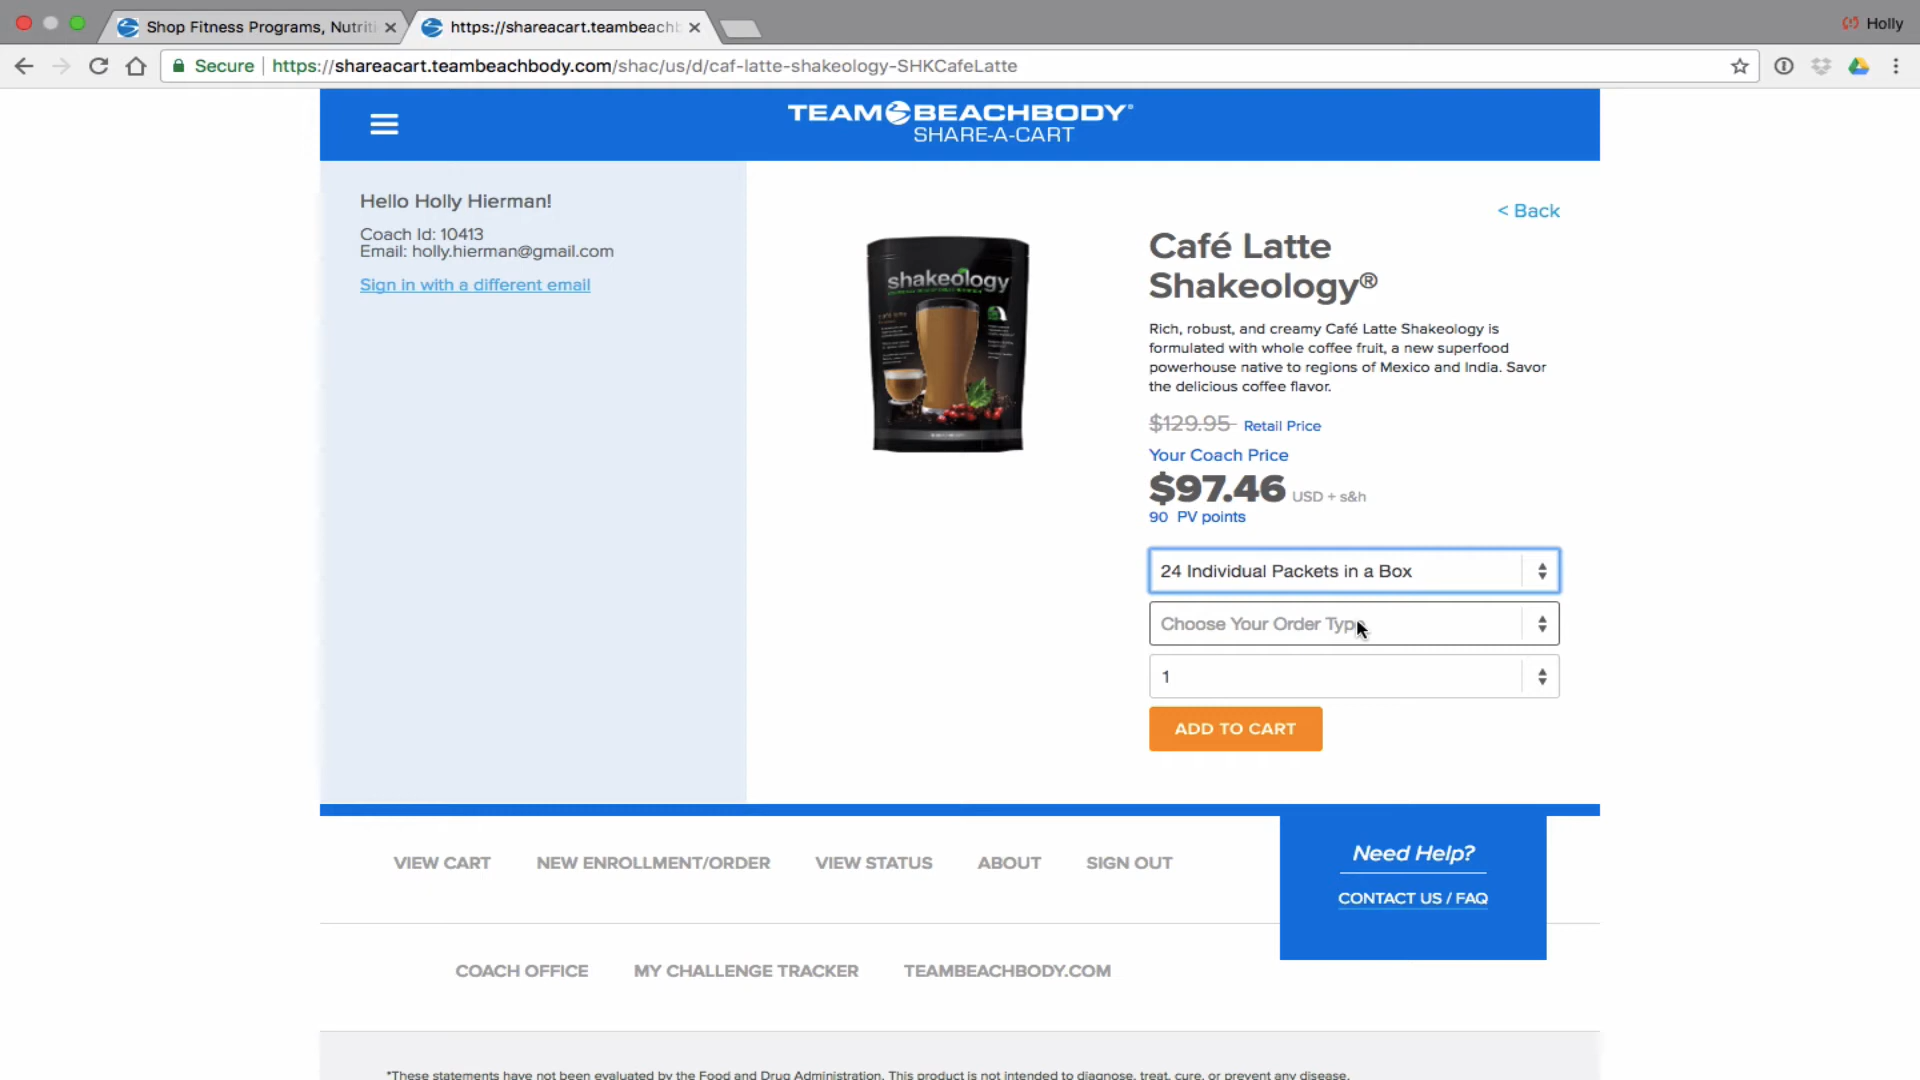 Shop Fitness Programs, Nutriti
https://shareacart.teambeachb
Holly
Secure
https://shareacart.teambeachbody.com/shac/us/d/caf-latte-shakeology-SHKCafeLatte
TEAM BEACHBODY®
SHARE-A-CART
Hello Holly Hierman!
Coach Id: 10413
Email: holly.hierman@gmail.com
Sign in with a different email
shakeology
< Back
Café Latte
Shakeology®
Rich, robust, and creamy Café Latte Shakeology is
formulated with whole coffee fruit, a new superfood
powerhouse native to regions of Mexico and India. Savor
the delicious coffee flavor.
$129.95 Retail Price
Your Coach Price
$97.46 USD + s&h
90 PV points
24 Individual Packets in a Box
Choose Your Order Type
1
ADD TO CART
VIEW CART
NEW ENROLLMENT/ORDER
VIEW STATUS
ABOUT
SIGN OUT
Need Help?
CONTACT US / FAQ
COACH OFFICE
MY CHALLENGE TRACKER
TEAMBEACHBODY.COM
*These statements have not been evaluated by the Food and Drug Administration. This product is not intended to diagnose, treat, cure, or prevent any disease.